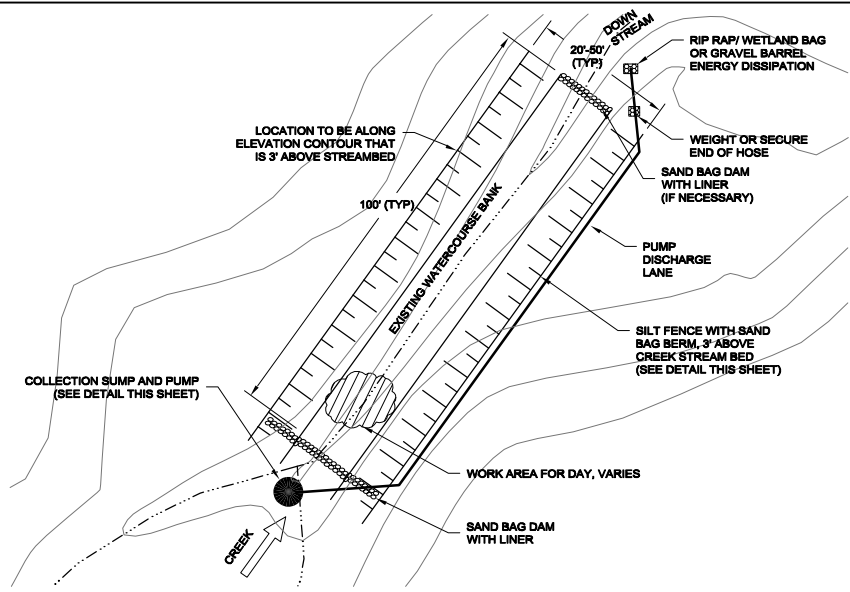 DOWN
STREAM
20'-50'
(TYP)
RIP RAP/ WETLAND BAG
OR GRAVEL BARREL
ENERGY DISSIPATION
LOCATION TO BE ALONG
ELEVATION CONTOUR THAT
IS 3' ABOVE STREAMBED
WEIGHT OR SECURE
END OF HOSE
SAND BAG DAM
WITH LINER
(IF NECESSARY)
100' (TYP)
EXISTING WATERCOURSE BANK
PUMP
DISCHARGE
LANE
SILT FENCE WITH SAND
BAG BERM, 3' ABOVE
CREEK STREAM BED
(SEE DETAIL THIS SHEET)
COLLECTION SUMP AND PUMP
(SEE DETAIL THIS SHEET)
WORK AREA FOR DAY, VARIES
SAND BAG DAM
WITH LINER
CREEK